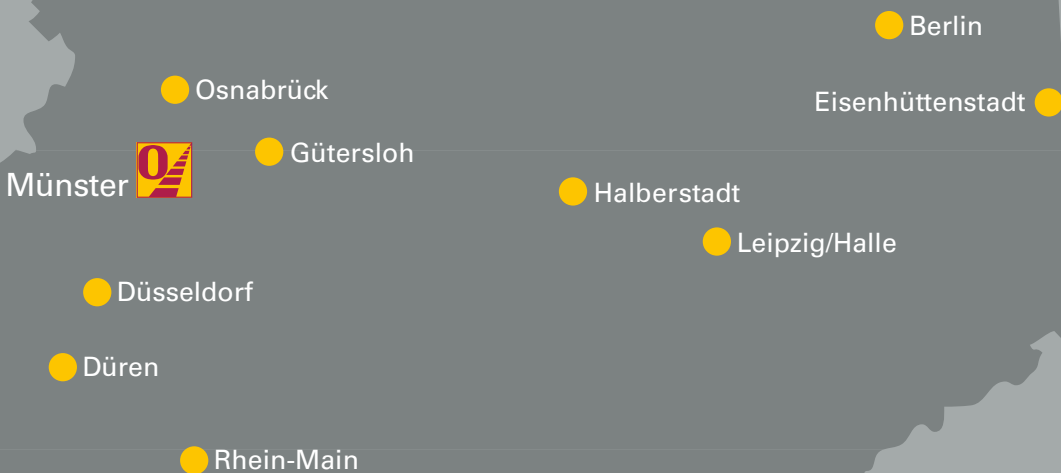 Berlin
Osnabrück
Eisenhüttenstadt
Gütersloh
Münster
Halberstadt
Leipzig/Halle
Düsseldorf
Düren
Rhein-Main